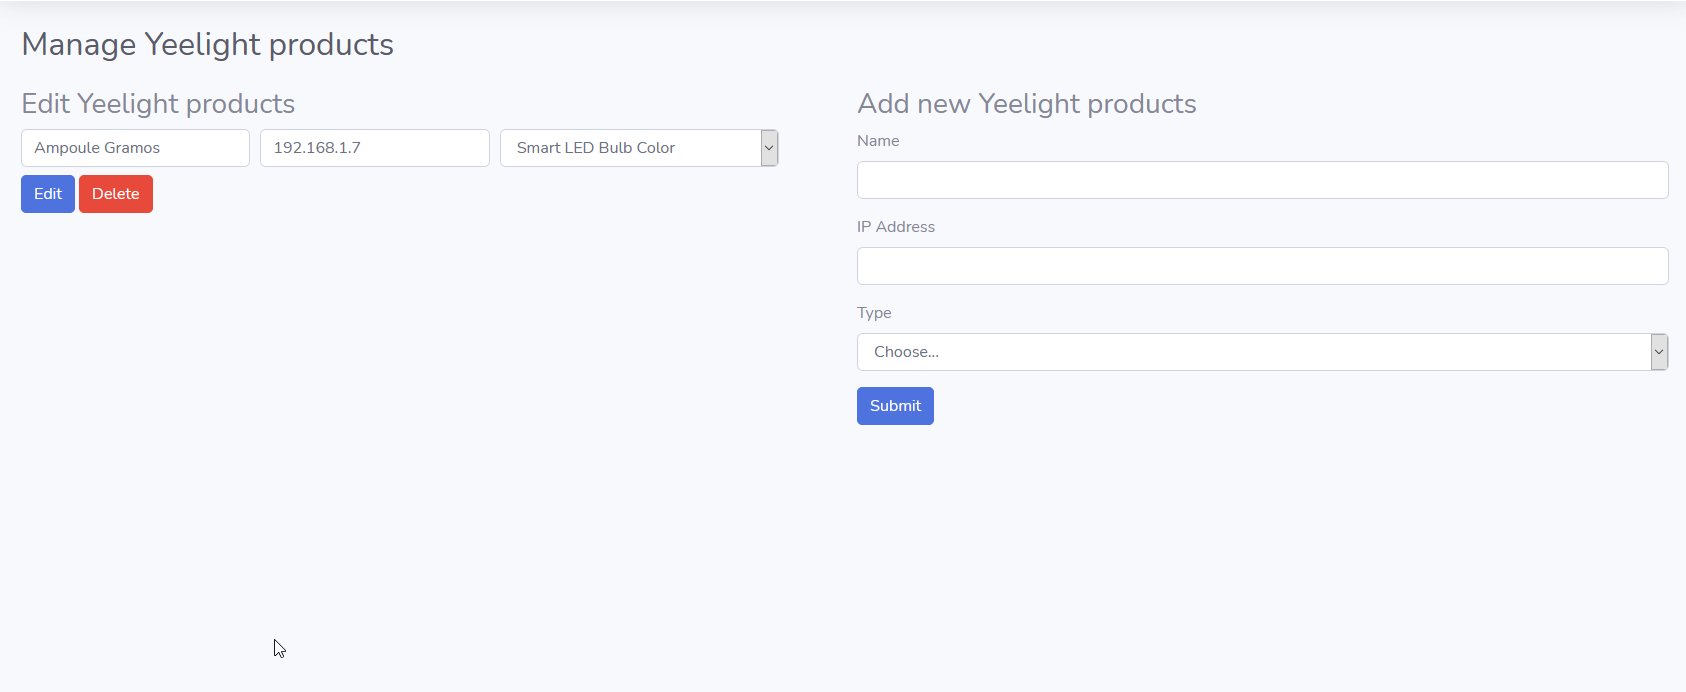 Manage Yeelight products
Edit Yeelight products
Ampoule Gramos 192.168.1.7 Smart LED Bulb Color
Edit Delete
Add new Yeelight products
Name
IP Address
Type
Choose...
Submit